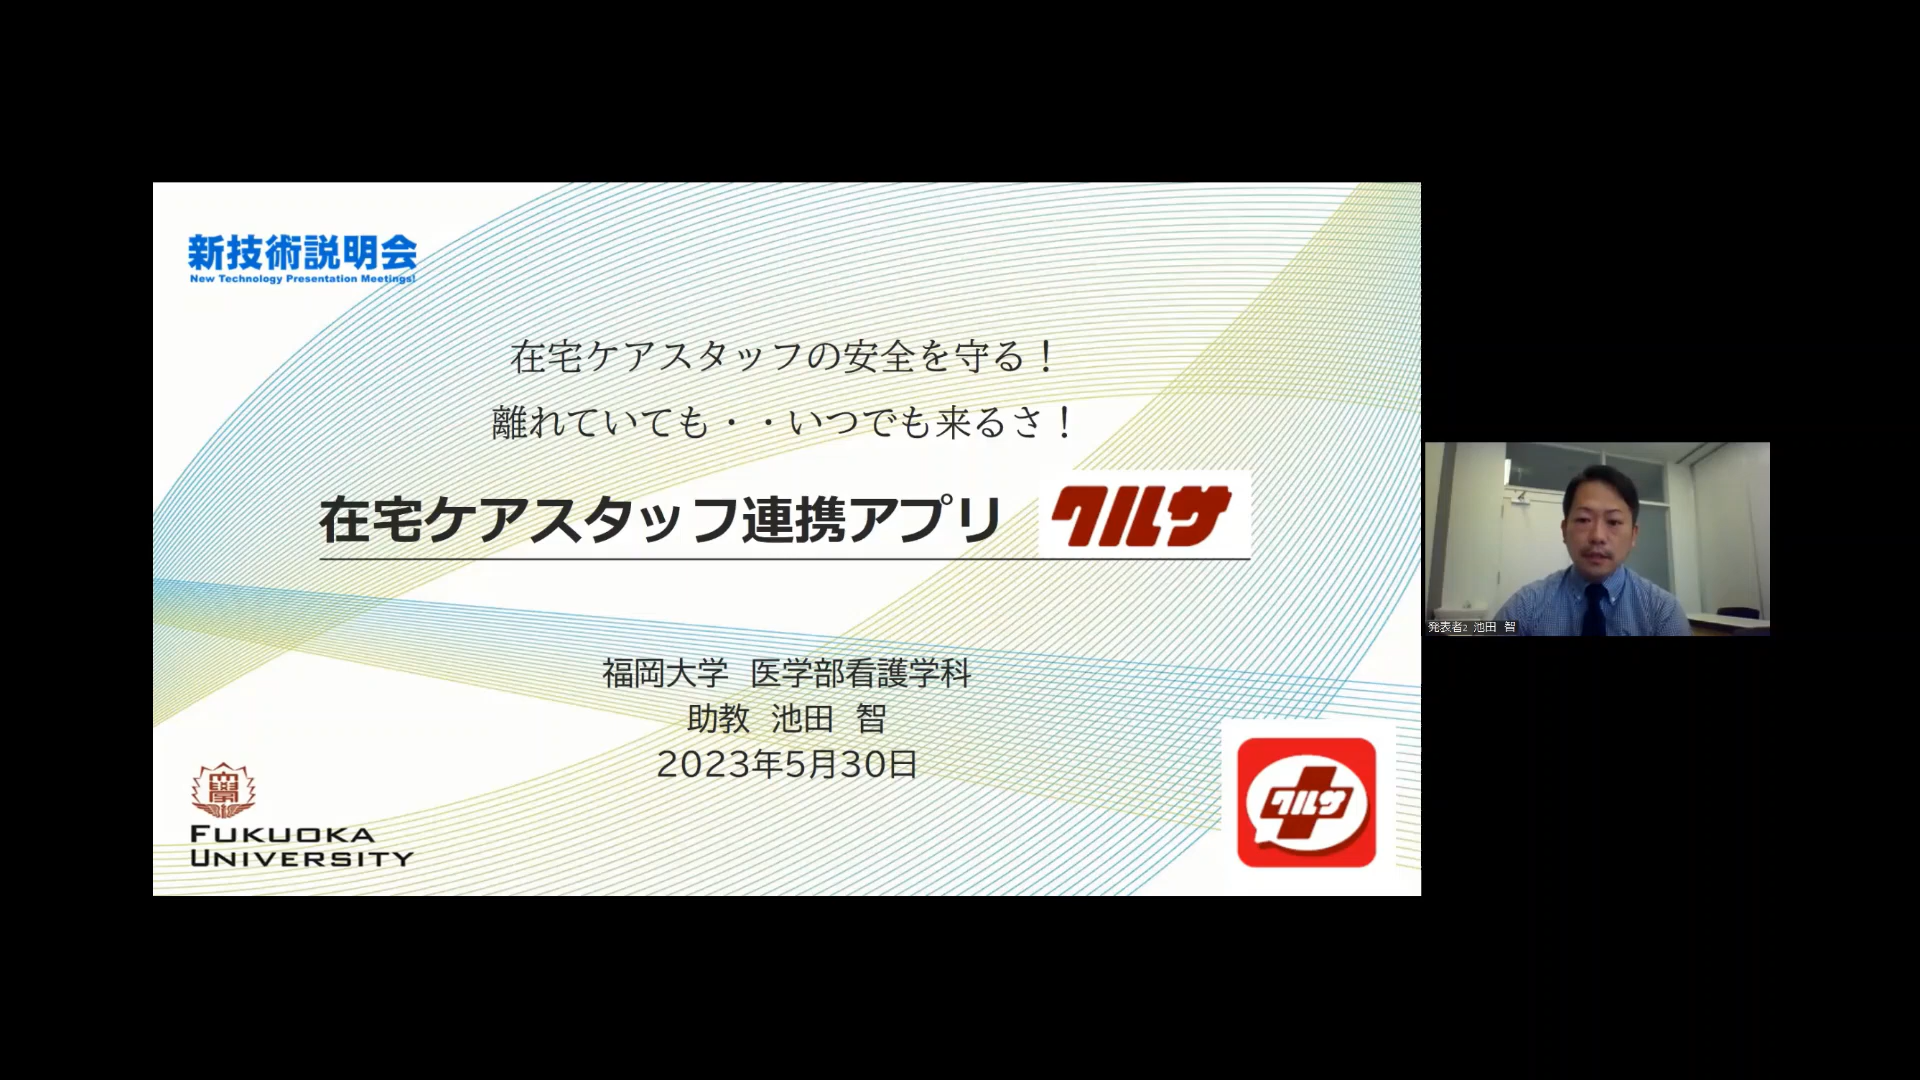 新技術説明会
New Technology Presentation Meetings!
在宅ケアスタッフの安全を守る！
離れていても・・いつでも来るさ！
在宅ケアスタッフ連携アプリ クルサ
福岡大学 医学部看護学科
助教 池田 智
2023年5月30日
FUKUOKA
UNIVERSITY
クルサ
発表者2 池田 智